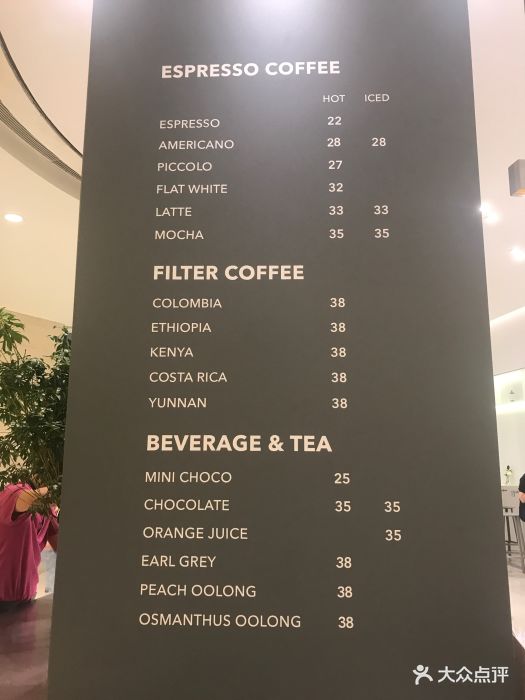 ESPRESSO COFFEE
HOT ICED
ESPRESSO 22
AMERICANO 28 28
PICCOLO 27
FLAT WHITE 32
LATTE 33 33
MOCHA 35 35
FILTER COFFEE
COLOMBIA 38
ETHIOPIA 38
KENYA 38
COSTA RICA 38
YUNNAN 38
BEVERAGE & TEA
MINI CHOCO 25
CHOCOLATE 35 35
ORANGE JUICE 35
EARL GREY 38
PEACH OOLONG 38
OSMANTHUS OOLONG 38
大众点评